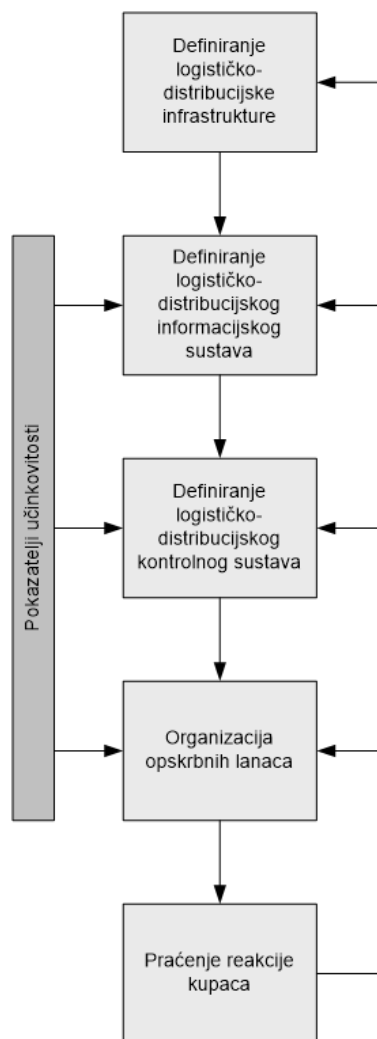 Definiranje
logističko-
distribucijske
infrastrukture
Definiranje
logističko-
distribucijskog
informacijskog
sustava
Pokazatelji učinkovitosti
Definiranje
logističko-
distribucijskog
kontrolnog sustava
Organizacija
opskrbnih lanaca
Praćenje reakcije
kupaca